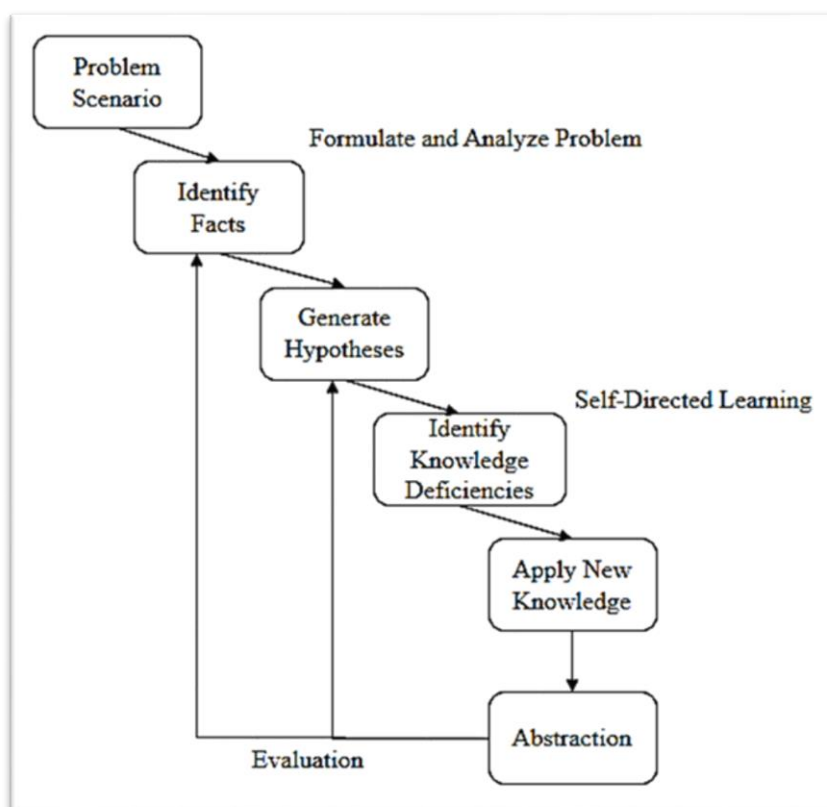 Problem
Scenario
Formulate and Analyze Problem
Identify
Facts
Generate
Hypotheses
Self-Directed Learning
Identify
Knowledge
Deficiencies
Apply New
Knowledge
Abstraction
Evaluation